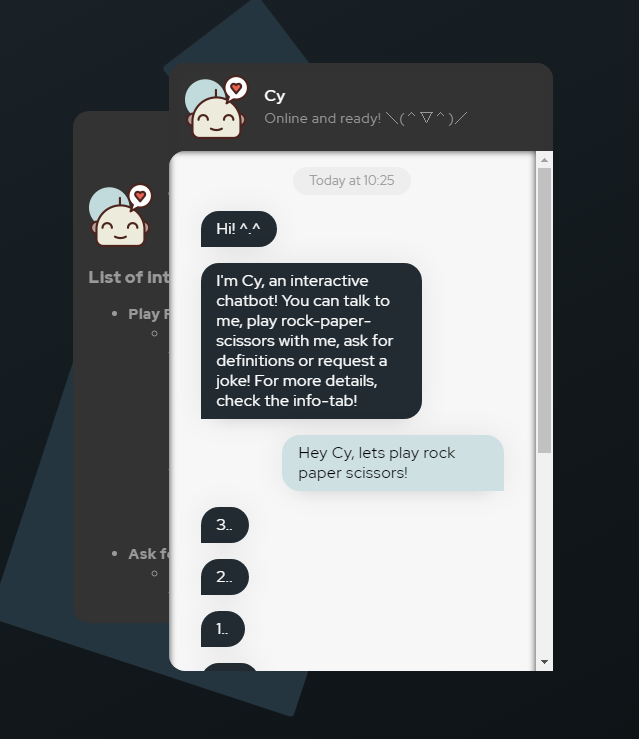 Cy
Online and ready! ＼(＾▽＾)／
Today at 10:25
Hi! ^.^
I'm Cy, an interactive
chatbot! You can talk to
me, play rock-paper-
scissors with me, ask for
definitions or request a
joke! For more details,
check the info-tab!
Hey Cy, lets play rock
paper scissors!
3..
2..
1..
List of int
Play
Ask